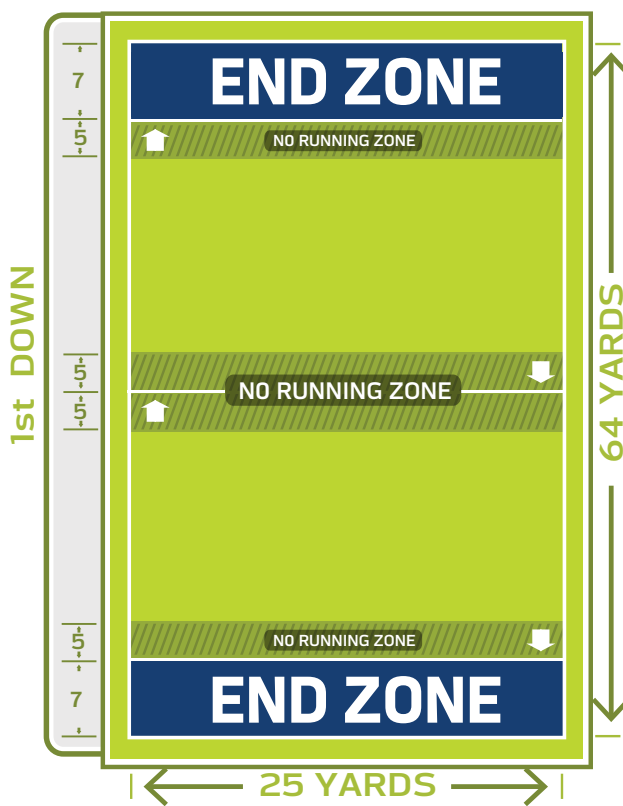 END ZONE
7
5
NO RUNNING ZONE
1st DOWN
64 YARDS
5
NO RUNNING ZONE
5
5
NO RUNNING ZONE
7
END ZONE
25 YARDS